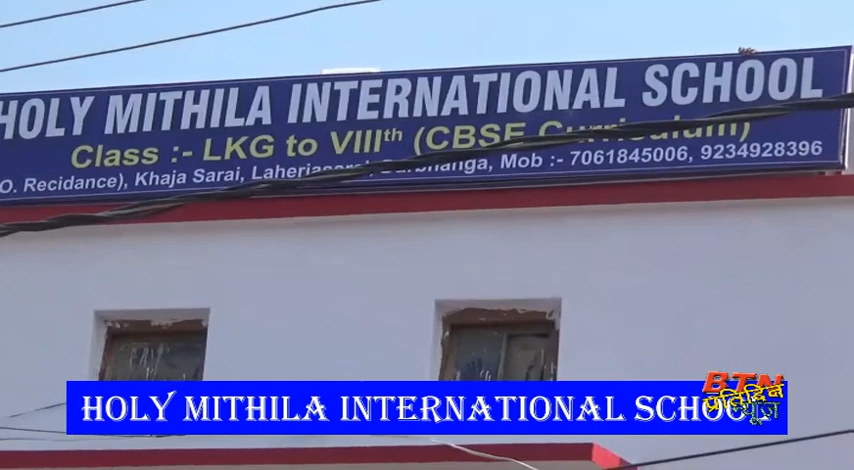 HOLY MITHILA INTERNATIONAL SCHOOL
Class :- LKG to VIIIth (CBSE Curriculum)
O. Recidance), Khaja Sarai, Laheriasarai, Darbhanga, Mob :- 7061845006, 9234928396
HOLY MITHILA INTERNATIONAL SCHOOL
BTN
प्रतिदिन
न्यूज़